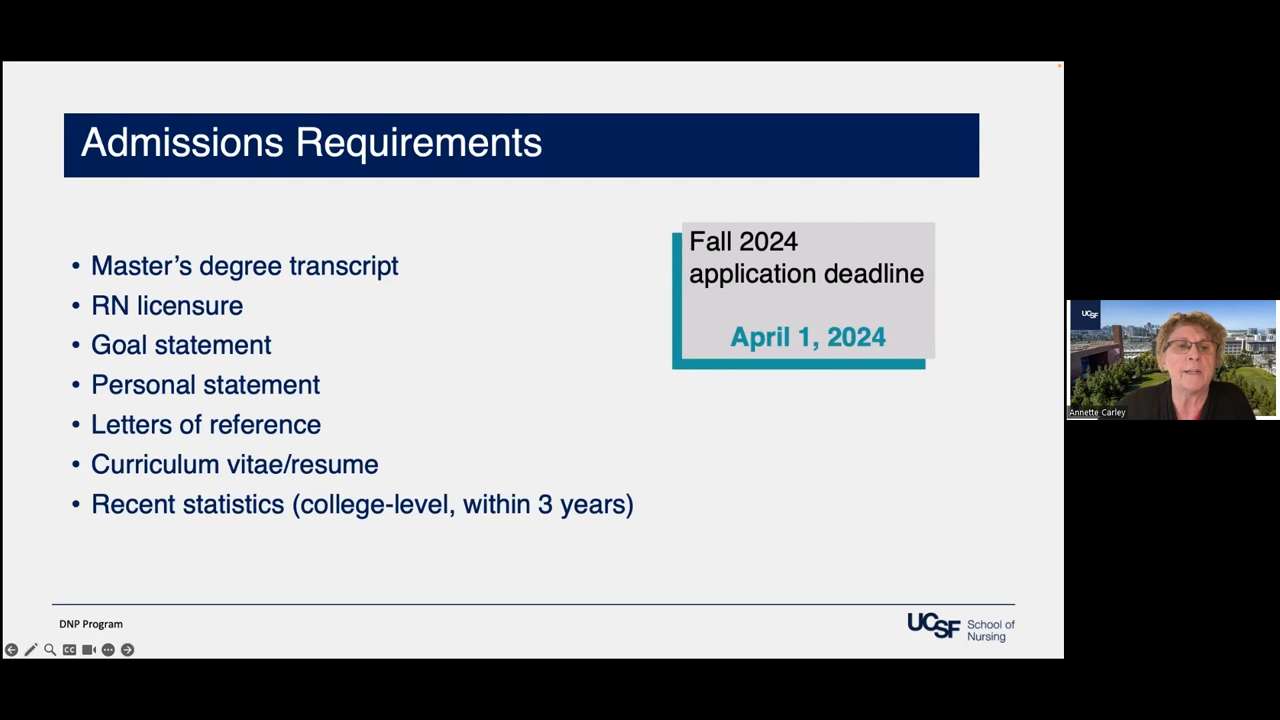 Admissions Requirements
• Master's degree transcript
• RN licensure
• Goal statement
• Personal statement
• Letters of reference
• Curriculum vitae/resume
• Recent statistics (college-level, within 3 years)
Fall 2024
application deadline
April 1, 2024
DNP Program
UCSF School of
Nursing
CC
UCSF
Annette Carley